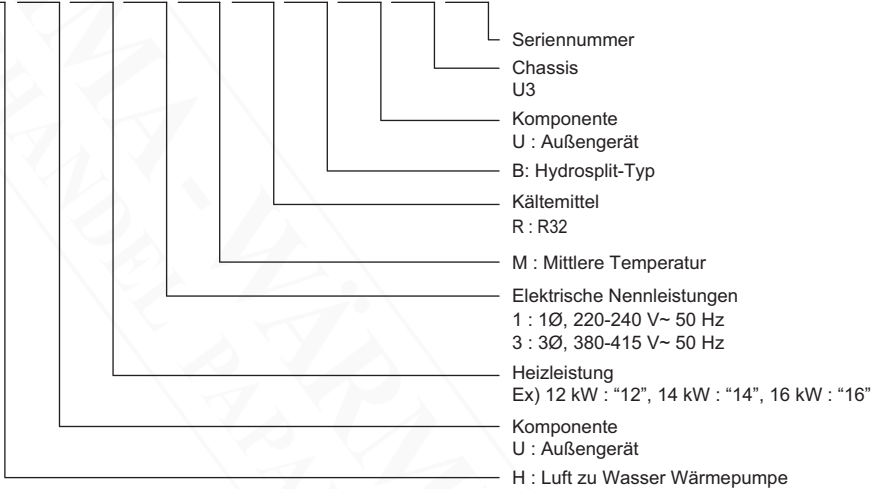 Seriennummer
Chassis
U3
Komponente
U : Außengerät
B: Hydrosplit-Typ
Kältemittel
R : R32
M : Mittlere Temperatur
Elektrische Nennleistungen
1 : 1Ø, 220-240 V~ 50 Hz
3 : 3Ø, 380-415 V~ 50 Hz
Heizleistung
Ex) 12 kW : “12”, 14 kW : “14”, 16 kW : “16”
Komponente
U : Außengerät
H : Luft zu Wasser Wärmepumpe